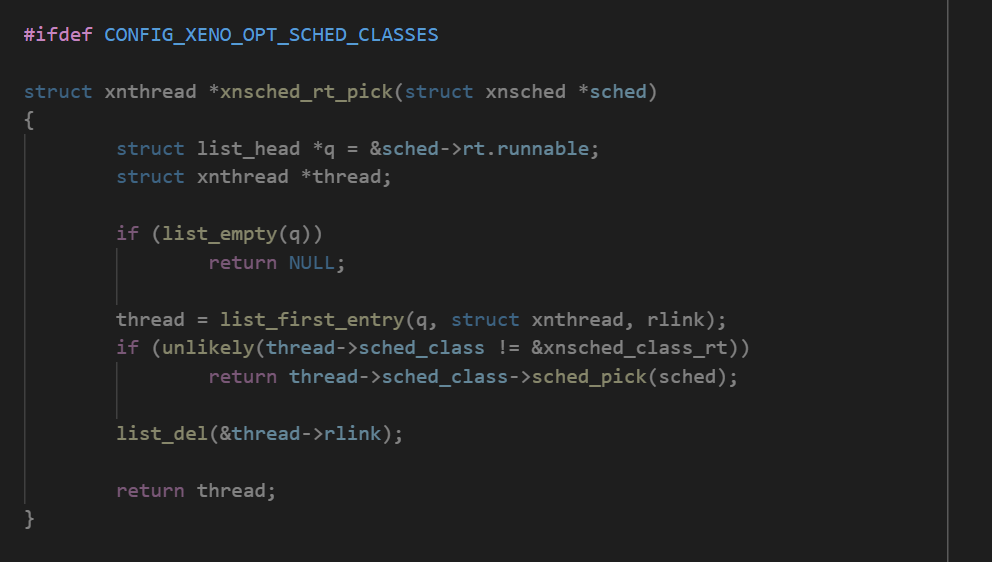 #ifdef CONFIG_XENO_OPT_SCHED_CLASSES
struct xnthread *xnsched_rt_pick(struct xnsched *sched)
{
        struct list_head *q = &sched->rt.runnable;
        struct xnthread *thread;
        if (list_empty(q))
                return NULL;
        thread = list_first_entry(q, struct xnthread, rlink);
        if (unlikely(thread->sched_class != &xnsched_class_rt))
                return thread->sched_class->sched_pick(sched);
        list_del(&thread->rlink);
        return thread;
}